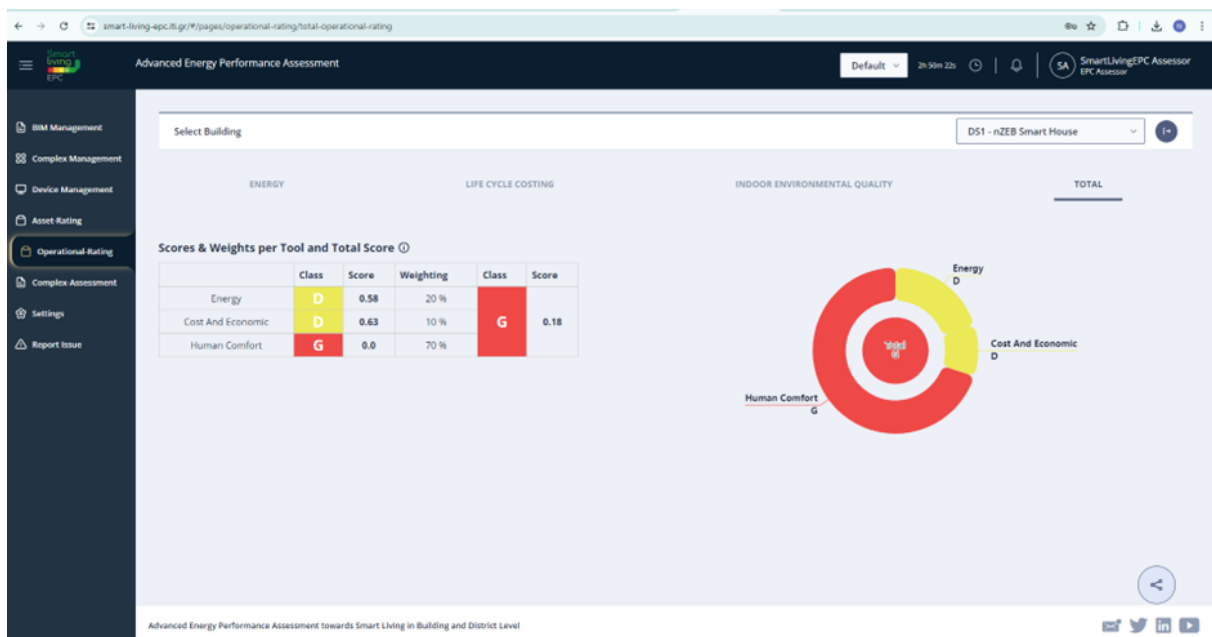 smart-living-epc.iti.gr/#/pages/operational-rating/total-operational-rating
Smart
living
EPC
Advanced Energy Performance Assessment
Default
2h 50m 22s
SA
SmartLivingEPC Assessor
EPC Assessor
BIM Management
Complex Management
Device Management
Asset Rating
Operational-Rating
Complex Assessment
Settings
Report Issue
Select Building
DS1 - nZEB Smart House
ENERGY LIFE CYCLE COSTING INDOOR ENVIRONMENTAL QUALITY TOTAL
Scores & Weights per Tool and Total Score
Class Score Weighting Class Score
Energy D 0.58 20 %
Cost And Economic D 0.63 10 % G 0.18
Human Comfort G 0.0 70 %
Energy
D
Cost And Economic
D
Total
G
Human Comfort
G
Advanced Energy Performance Assessment towards Smart Living in Building and District Level